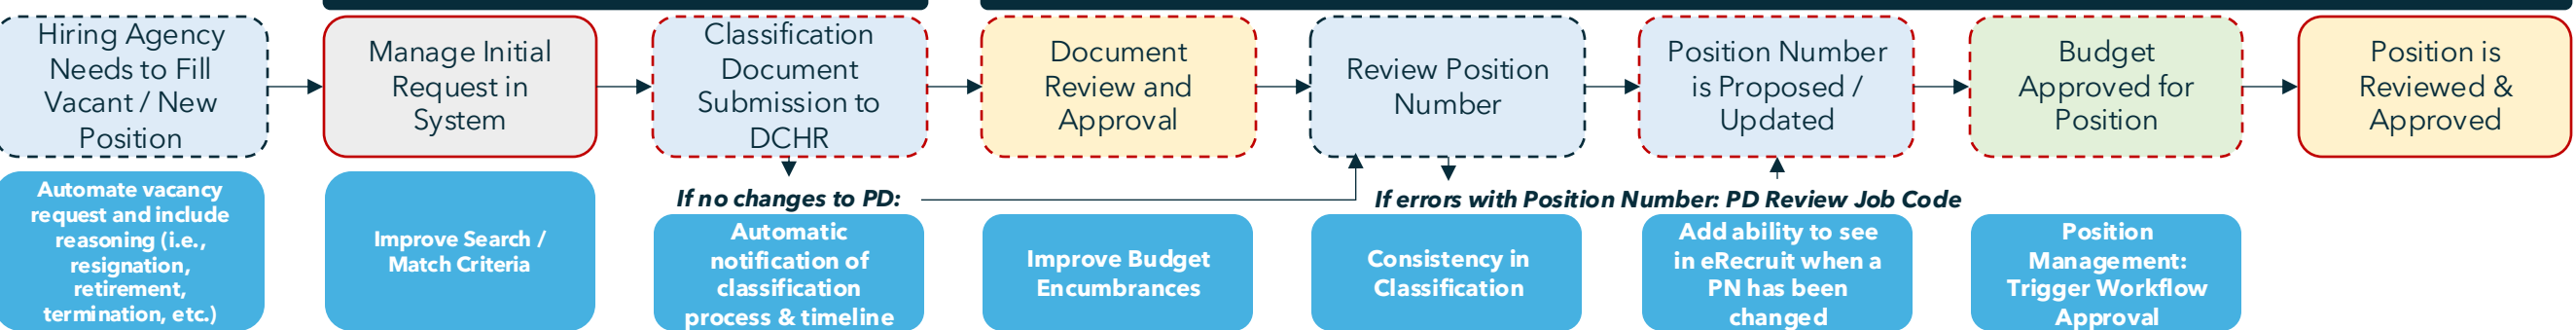 Hiring Agency
Needs to Fill
Vacant / New
Position
Manage Initial
Request in
System
Classification
Document
Submission to
DCHR
Document
Review and
Approval
Review Position
Number
Position Number
is Proposed /
Updated
Budget
Approved for
Position
Position is
Reviewed &
Approved
If no changes to PD:
If errors with Position Number: PD Review Job Code
Automate vacancy
request and include
reasoning (i.e.,
resignation,
retirement,
termination, etc.)
Improve Search /
Match Criteria
Automatic
notification of
classification
process & timeline
Improve Budget
Encumbrances
Consistency in
Classification
Add ability to see
in eRecruit when a
PN has been
changed
Position
Management:
Trigger Workflow
Approval